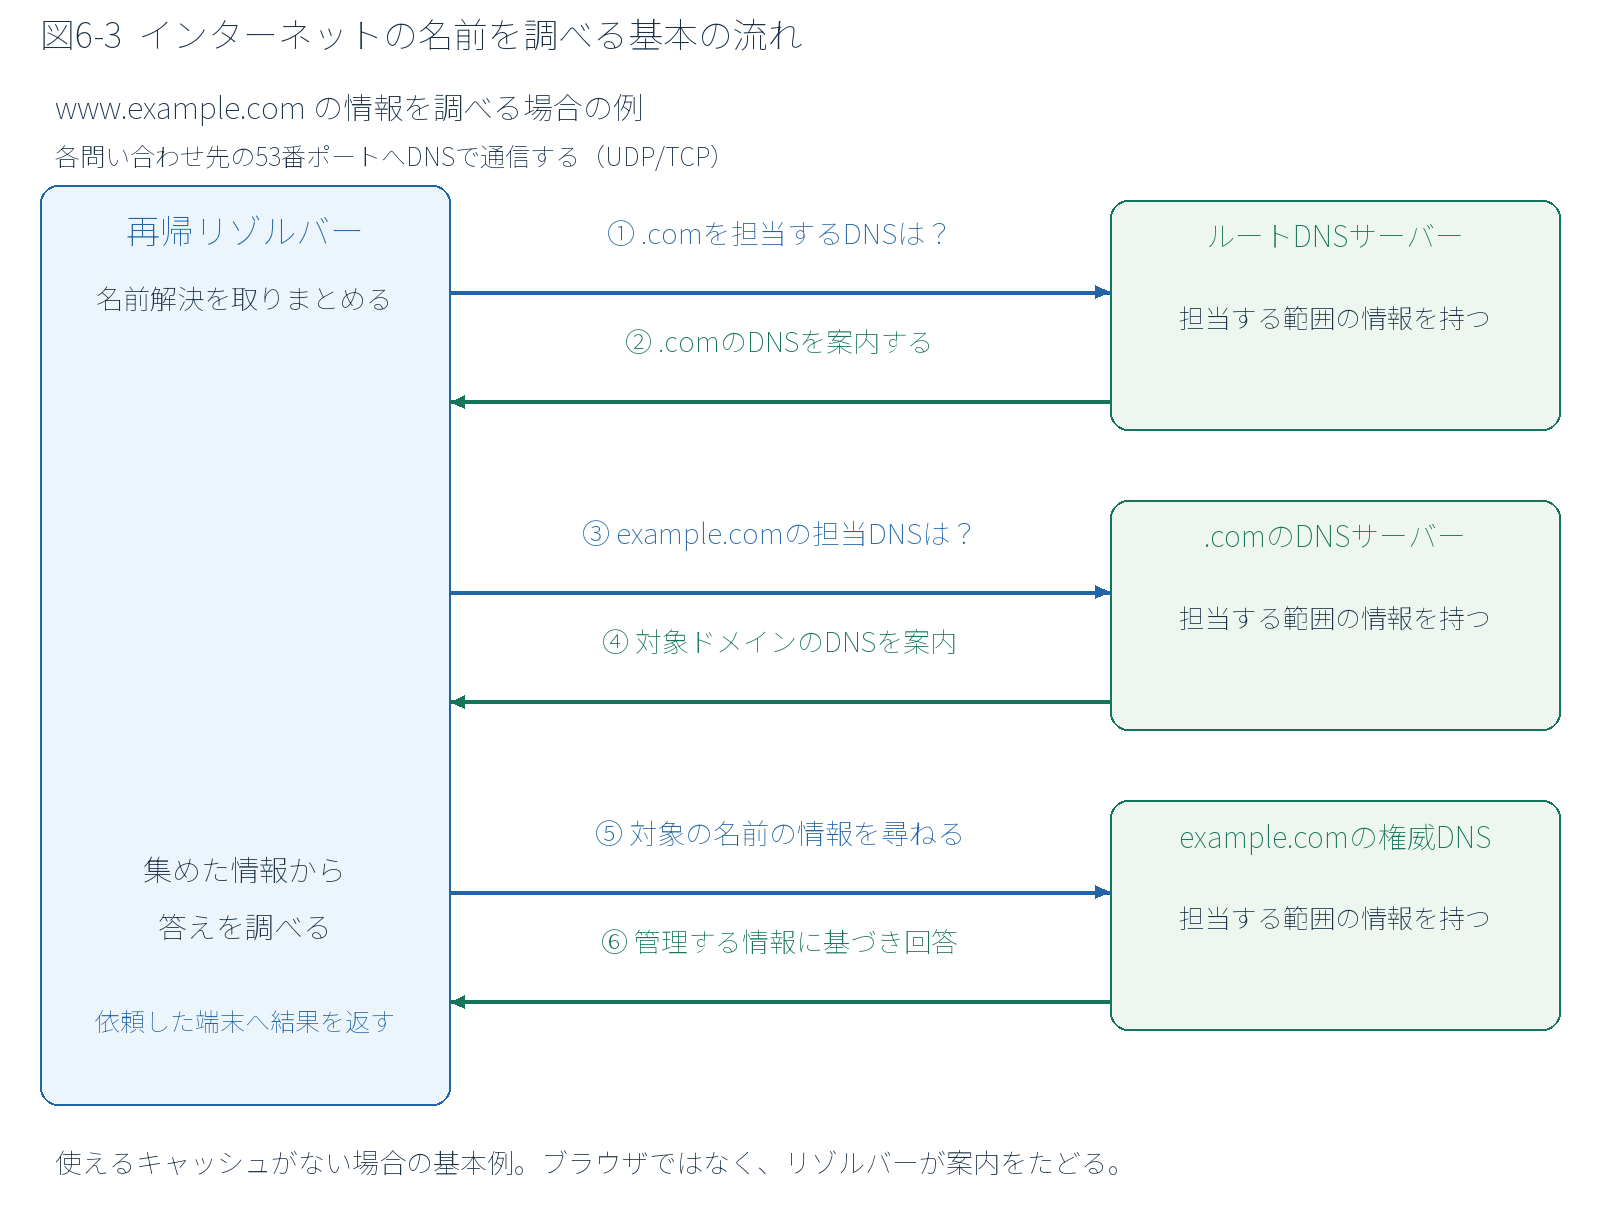 図6-3 インターネットの名前を調べる基本の流れ
www.example.com の情報を調べる場合の例
各問い合わせ先の53番ポートへDNSで通信する（UDP/TCP）
再帰リゾルバー
名前解決を取りまとめる
① .comを担当するDNSは？
ルートDNSサーバー
担当する範囲の情報を持つ
② .comのDNSを案内する
③ example.comの担当DNSは？
.comのDNSサーバー
担当する範囲の情報を持つ
④ 対象ドメインのDNSを案内
⑤ 対象の名前の情報を尋ねる
example.comの権威DNS
担当する範囲の情報を持つ
⑥ 管理する情報に基づき回答
集めた情報から
答えを調べる
依頼した端末へ結果を返す
使えるキャッシュがない場合の基本例。ブラウザではなく、リゾルバーが案内をたどる。